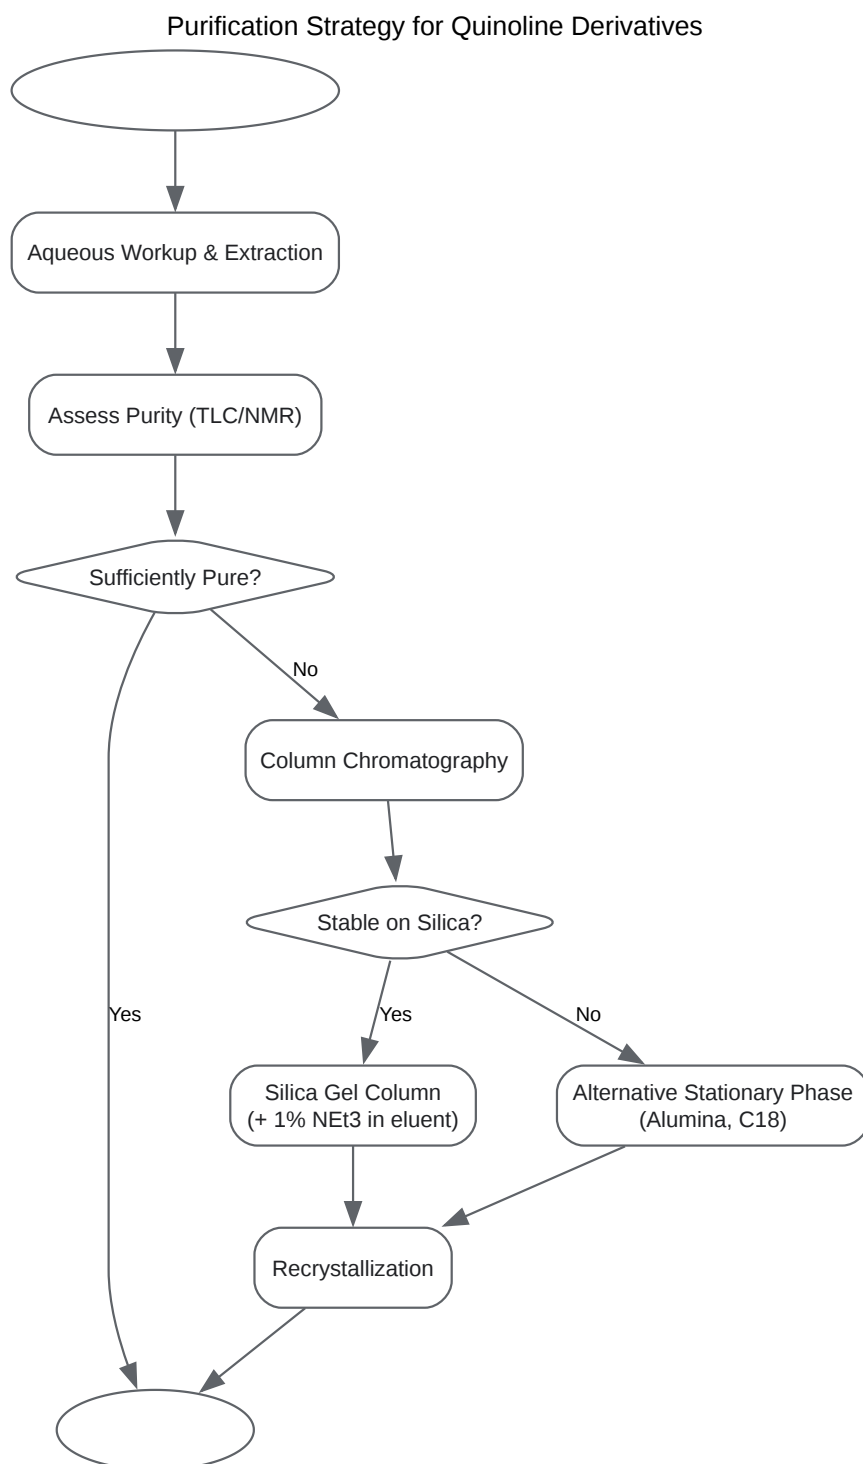 Purification Strategy for Quinoline Derivatives
Aqueous Workup & Extraction
Assess Purity (TLC/NMR)
Sufficiently Pure?
No
Column Chromatography
Stable on Silica?
Yes
Yes
No
Silica Gel Column
(+ 1% NEt3 in eluent)
Alternative Stationary Phase
(Alumina, C18)
Recrystallization